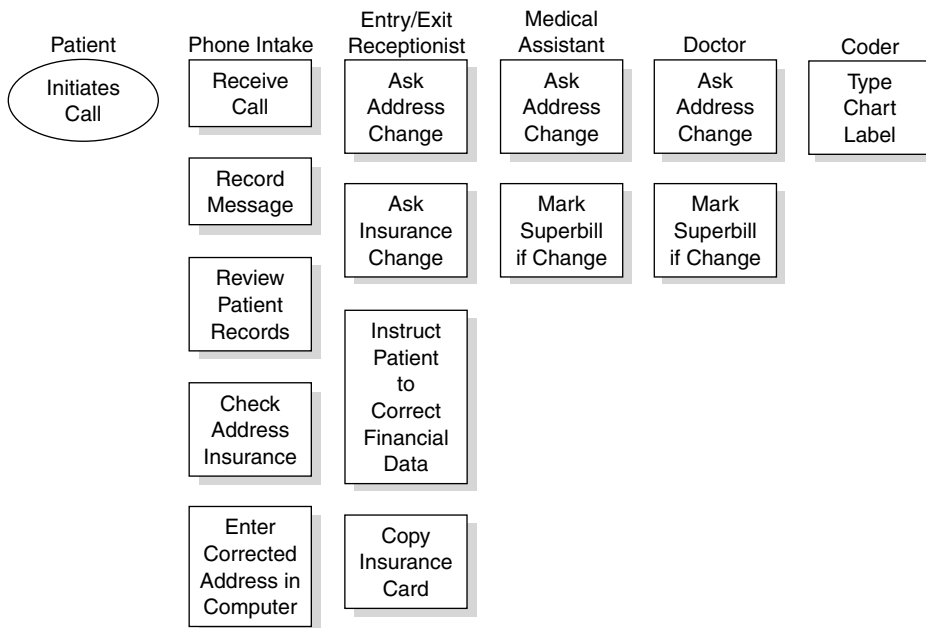 Patient
Initiates
Call
Phone Intake
Receive
Call
Record
Message
Review
Patient
Records
Check
Address
Insurance
Enter
Corrected
Address in
Computer
Entry/Exit
Receptionist
Ask
Address
Change
Ask
Insurance
Change
Instruct
Patient
to
Correct
Financial
Data
Copy
Insurance
Card
Medical
Assistant
Ask
Address
Change
Mark
Superbill
if Change
Doctor
Ask
Address
Change
Mark
Superbill
if Change
Coder
Type
Chart
Label